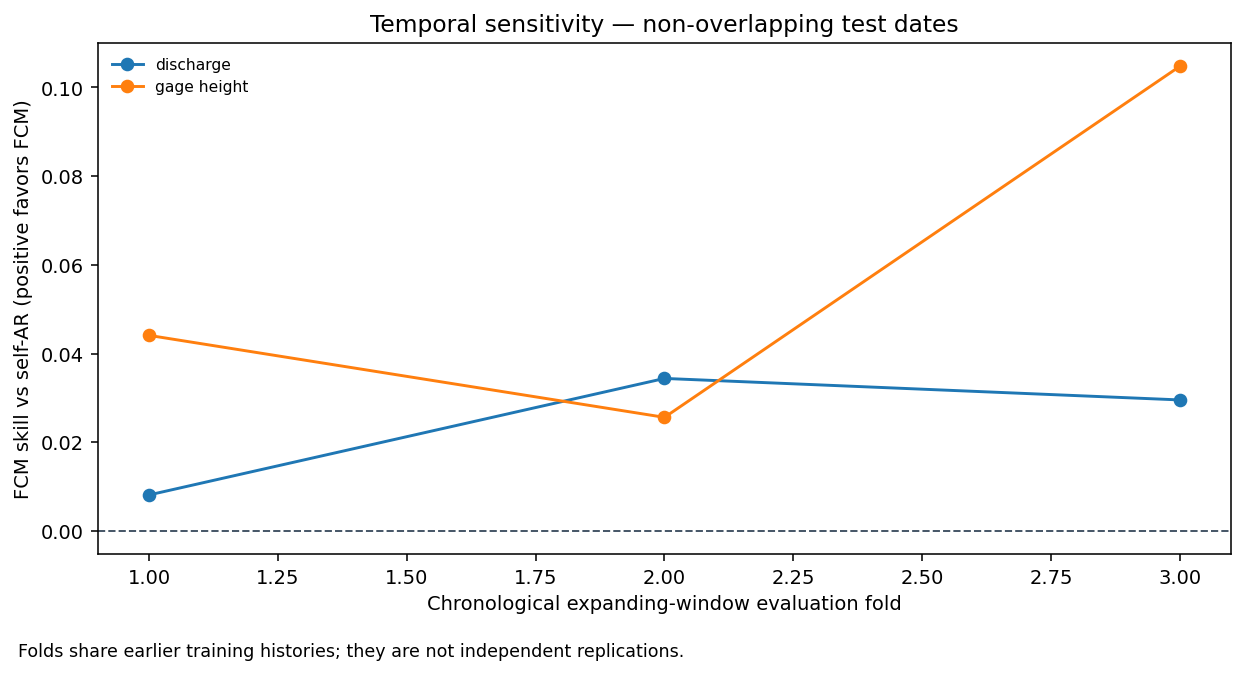 Temporal sensitivity — non-overlapping test dates
discharge
gage height
FCM skill vs self-AR (positive favors FCM)
0.10
0.08
0.06
0.04
0.02
0.00
1.00 1.25 1.50 1.75 2.00 2.25 2.50 2.75 3.00
Chronological expanding-window evaluation fold
Folds share earlier training histories; they are not independent replications.